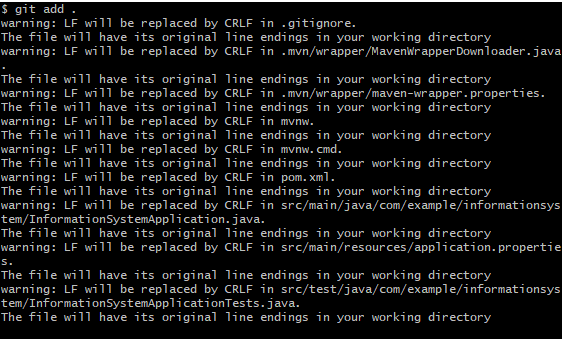 $ git add .
warning: LF will be replaced by CRLF in .gitignore.
The file will have its original line endings in your working directory
warning: LF will be replaced by CRLF in .mvn/wrapper/MavenWrapperDownloader.java
.
The file will have its original line endings in your working directory
warning: LF will be replaced by CRLF in .mvn/wrapper/maven-wrapper.properties.
The file will have its original line endings in your working directory
warning: LF will be replaced by CRLF in mvnw.
The file will have its original line endings in your working directory
warning: LF will be replaced by CRLF in mvnw.cmd.
The file will have its original line endings in your working directory
warning: LF will be replaced by CRLF in pom.xml.
The file will have its original line endings in your working directory
warning: LF will be replaced by CRLF in src/main/java/com/example/informationsys
tem/InformationSystemApplication.java.
The file will have its original line endings in your working directory
warning: LF will be replaced by CRLF in src/main/resources/application.propertie
s.
The file will have its original line endings in your working directory
warning: LF will be replaced by CRLF in src/test/java/com/example/informationsys
tem/InformationSystemApplicationTests.java.
The file will have its original line endings in your working directory